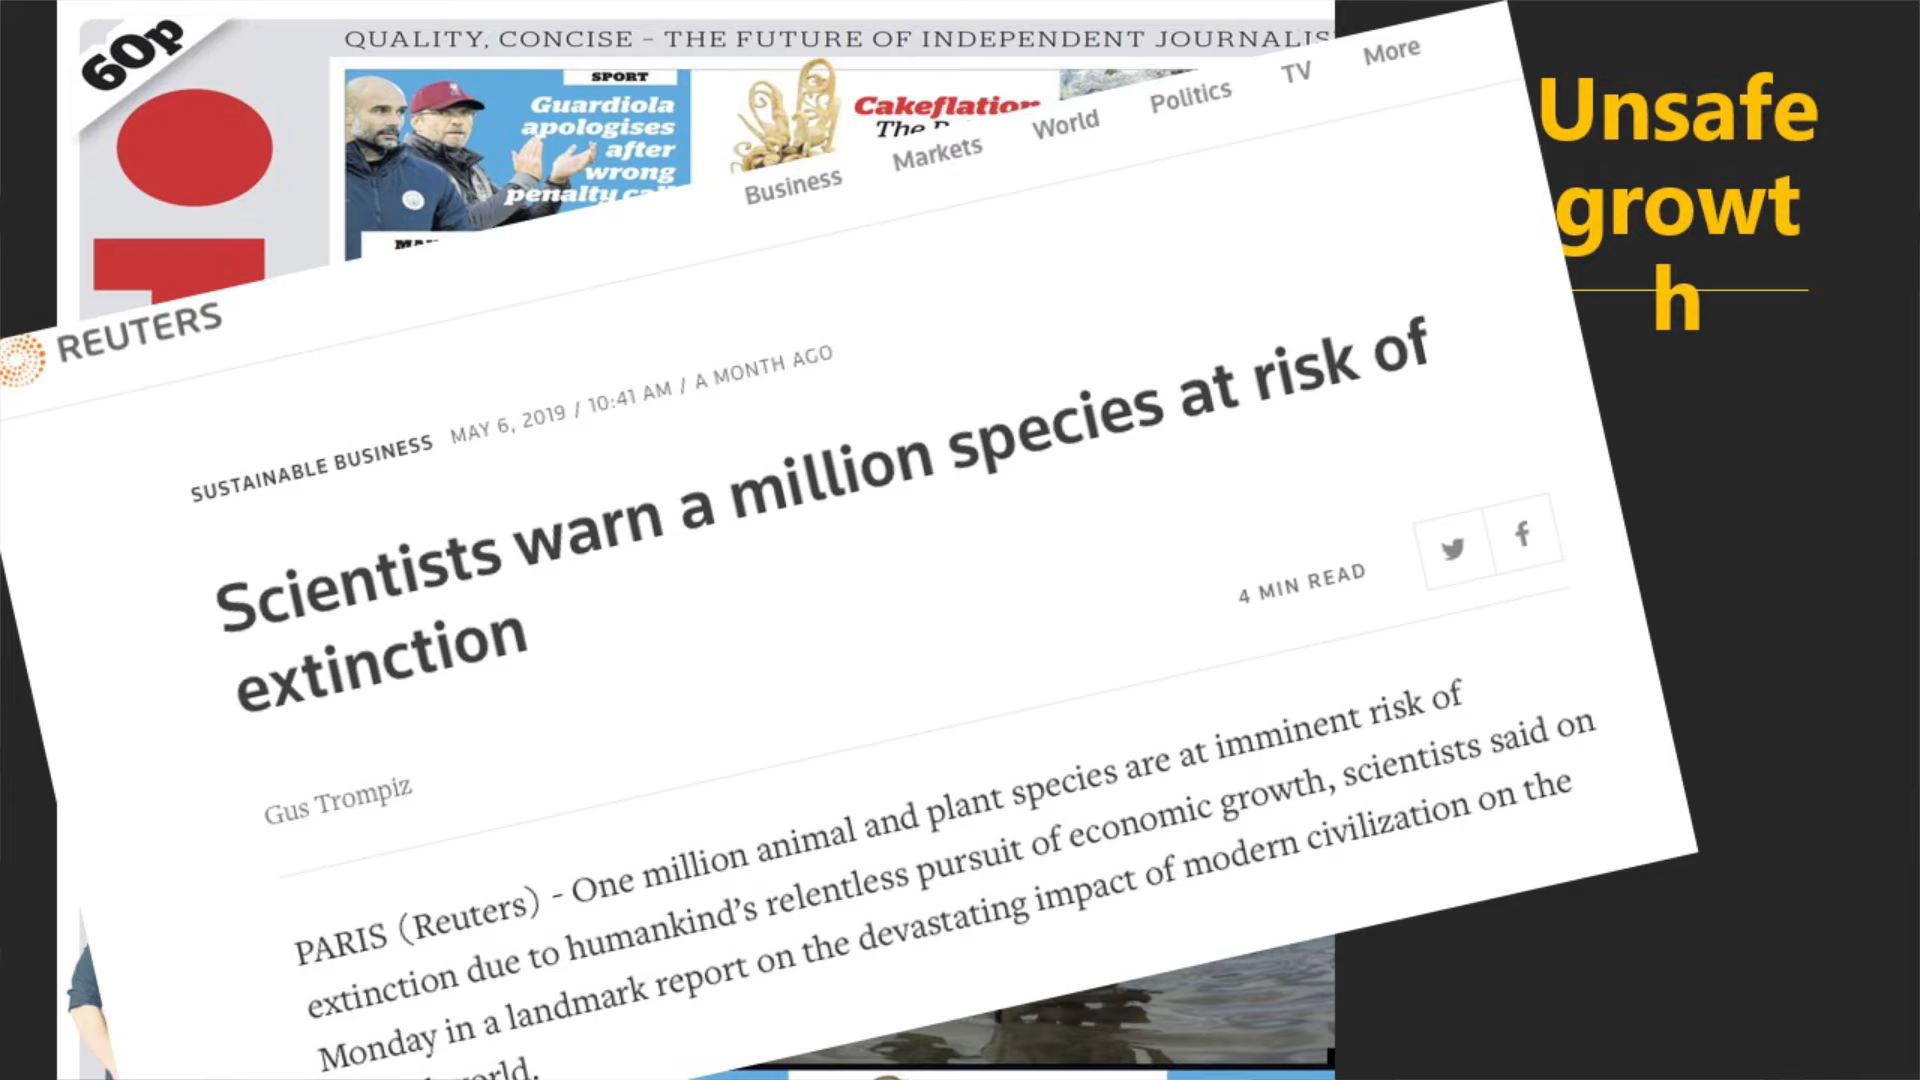 60p
QUALITY, CONCISE – THE FUTURE OF INDEPENDENT
SPORT
Guardiola
apologises
after
wrong
penalty
Cakeflation
The
Business Markets World Politics TV More
REUTERS
SUSTAINABLE BUSINESS MAY 6, 2019 / 10:41 AM / A MONTH AGO
Scientists warn a million species at risk of
extinction
4 MIN READ
Gus Trompiz
PARIS (Reuters) - One million animal and plant species are at imminent risk of
extinction due to humankind’s relentless pursuit of economic growth, scientists said on
Monday in a landmark report on the devastating impact of modern civilization on the
Unsafe
growt
h